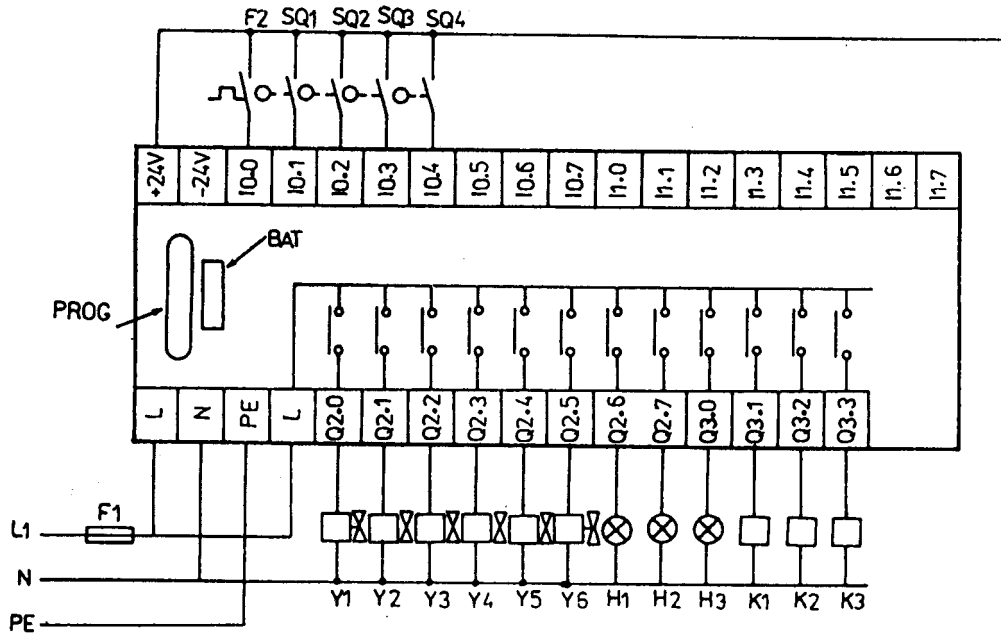 F2 SQ1 SQ2 SQ3 SQ4
+24V -24V I0.0 I0.1 I0.2 I0.3 I0.4 I0.5 I0.6 I0.7 I1.0 I1.1 I1.2 I1.3 I1.4 I1.5 I1.6 I1.7
BAT
PROG
L N PE L Q2.0 Q2.1 Q2.2 Q2.3 Q2.4 Q2.5 Q2.6 Q2.7 Q3.0 Q3.1 Q3.2 Q3.3
F1
L1
N
Y1 Y2 Y3 Y4 Y5 Y6 H1 H2 H3 K1 K2 K3
PE